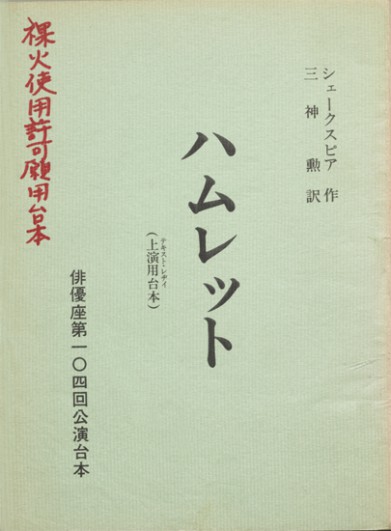 シェークスピア 作
三神勲 訳
ハムレット
テキスト・レヂイ
(上演用台本)
俳優座第一〇四回公演台本
裸火使用許可願用台本